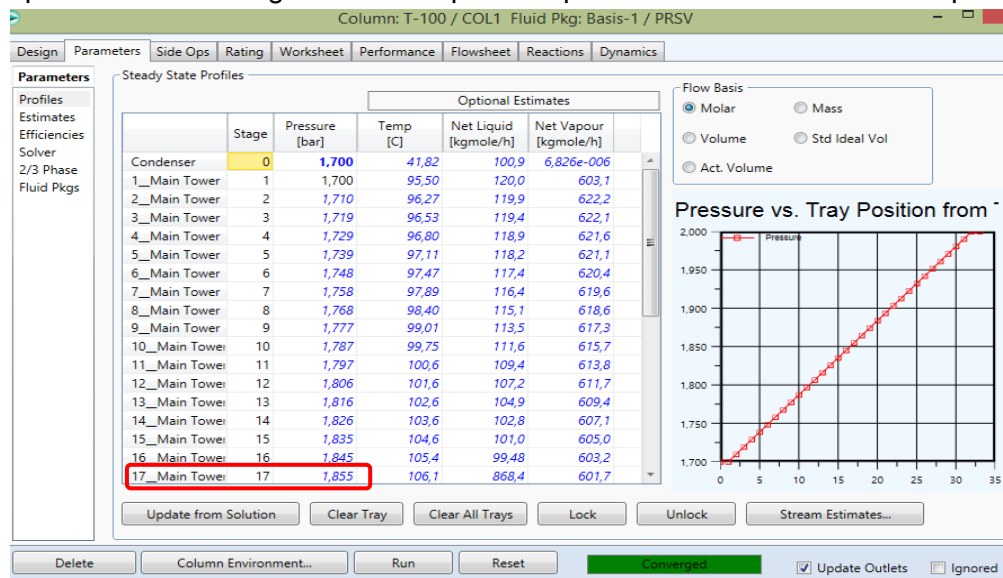 Column: T-100 / COL1 Fluid Pkg: Basis-1 / PRSV
Design Parameters Side Ops Rating Worksheet Performance Flowsheet Reactions Dynamics
Parameters
Profiles
Estimates
Efficiencies
Solver
2/3 Phase
Fluid Pkgs
Steady State Profiles
Optional Estimates
Stage Pressure [bar] Temp [C] Net Liquid [kgmole/h] Net Vapour [kgmole/h]
Condenser 0 1,700 41,82 100,9 6,826e-006
1__Main Tower 1 1,700 95,50 120,0 603,1
2__Main Tower 2 1,710 96,27 119,9 622,2
3__Main Tower 3 1,719 96,53 119,4 622,1
4__Main Tower 4 1,729 96,80 118,9 621,6
5__Main Tower 5 1,739 97,11 118,2 621,1
6__Main Tower 6 1,748 97,47 117,4 620,4
7__Main Tower 7 1,758 97,89 116,4 619,6
8__Main Tower 8 1,768 98,40 115,1 618,6
9__Main Tower 9 1,777 99,01 113,5 617,3
10__Main Tower 10 1,787 99,75 111,6 615,7
11__Main Tower 11 1,797 100,6 109,4 613,8
12__Main Tower 12 1,806 101,6 107,2 611,7
13__Main Tower 13 1,816 102,6 104,9 609,4
14__Main Tower 14 1,826 103,6 102,8 607,1
15__Main Tower 15 1,835 104,6 101,0 605,0
16__Main Tower 16 1,845 105,4 99,48 603,2
17__Main Tower 17 1,855 106,1 868,4 601,7
Flow Basis
Molar Mass
Volume Std Ideal Vol
Act. Volume
Pressure vs. Tray Position from
Pressure
2,000
1,950
1,900
1,850
1,800
1,750
1,700
0 5 10 15 20 25 30 35
Update from Solution Clear Tray Clear All Trays Lock Unlock Stream Estimates...
Delete Column Environment... Run Reset Converged Update Outlets Ignored